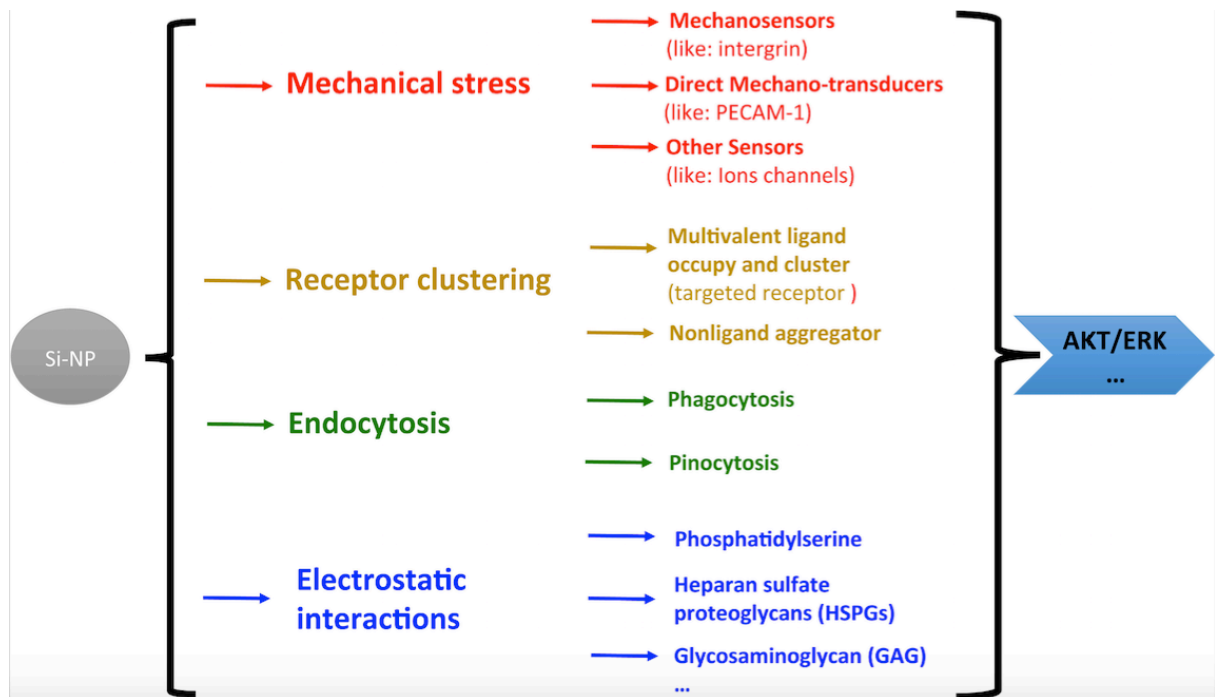 Si-NP
Mechanical stress
Mechanosensors
(like: intergrin)
Direct Mechano-transducers
(like: PECAM-1)
Other Sensors
(like: Ions channels)
Receptor clustering
Multivalent ligand
occupy and cluster
(targeted receptor )
Nonligand aggregator
Endocytosis
Phagocytosis
Pinocytosis
Electrostatic
interactions
Phosphatidylserine
Heparan sulfate
proteoglycans (HSPGs)
Glycosaminoglycan (GAG)
...
AKT/ERK
...